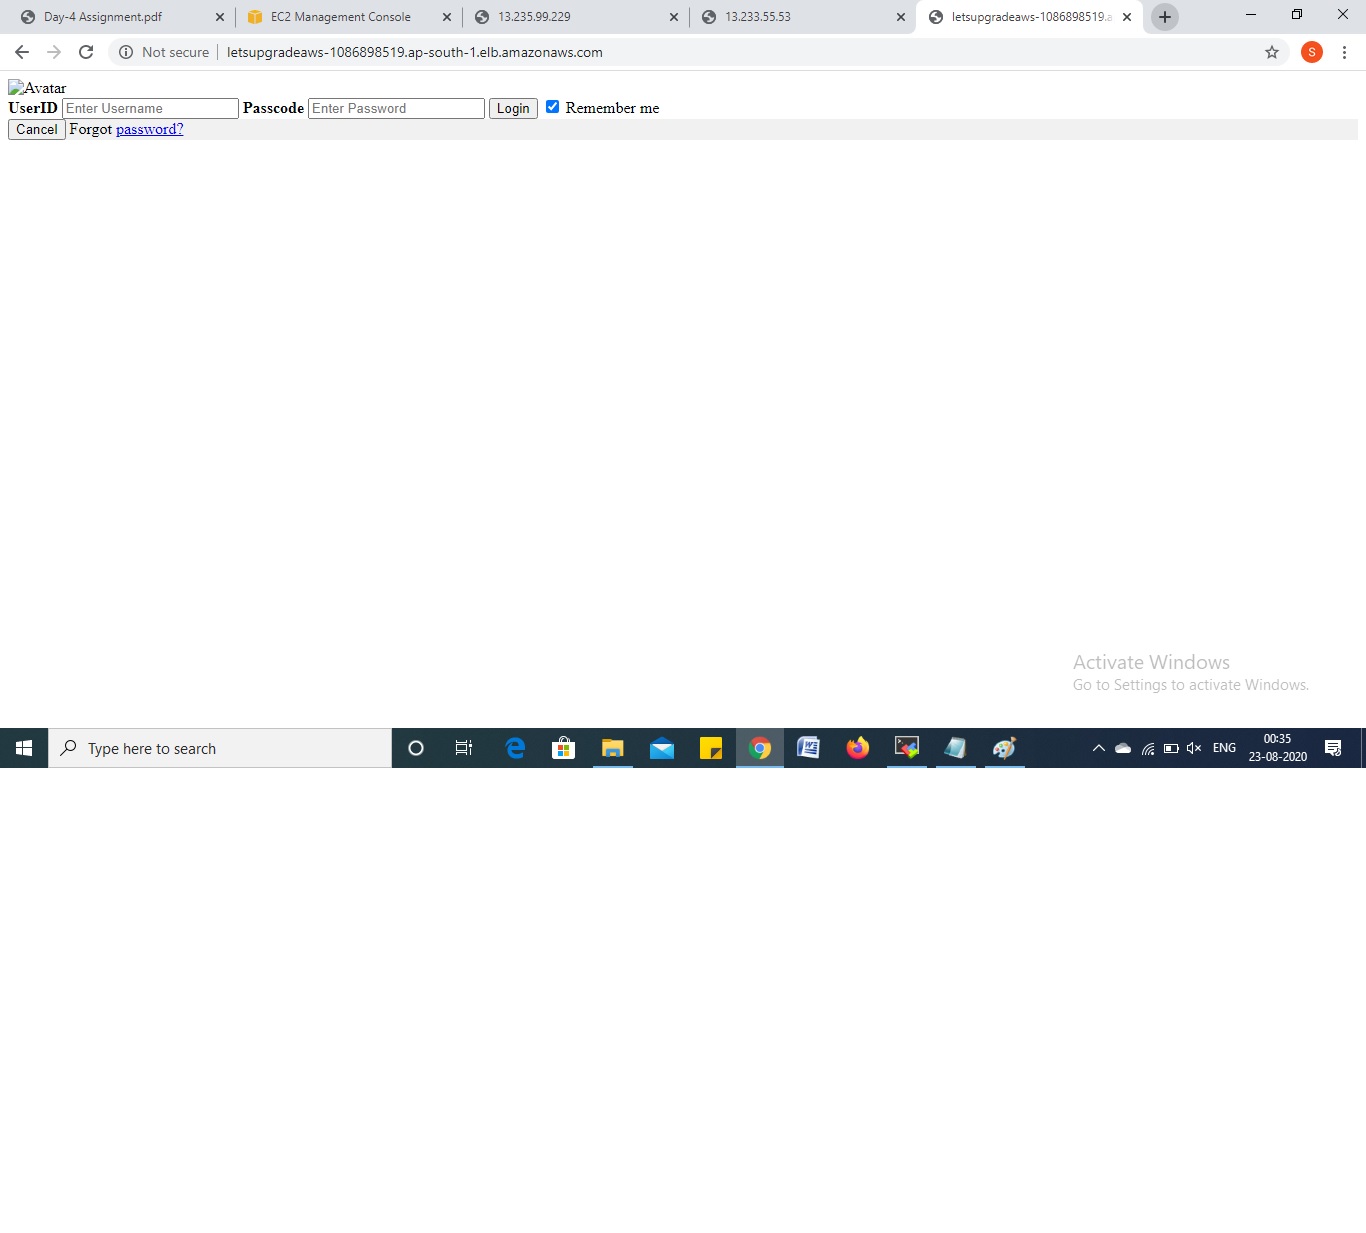 Day-4 Assignment.pdf EC2 Management Console 13.235.99.229 13.233.55.53 letsupgradeaws-1086898519.a
Not secure letsupgradeaws-1086898519.ap-south-1.elb.amazonaws.com S
Avatar
UserID Enter Username Passcode Enter Password Login Remember me
Cancel Forgot password?
Activate Windows
Go to Settings to activate Windows.
Type here to search ENG 00:35
23-08-2020